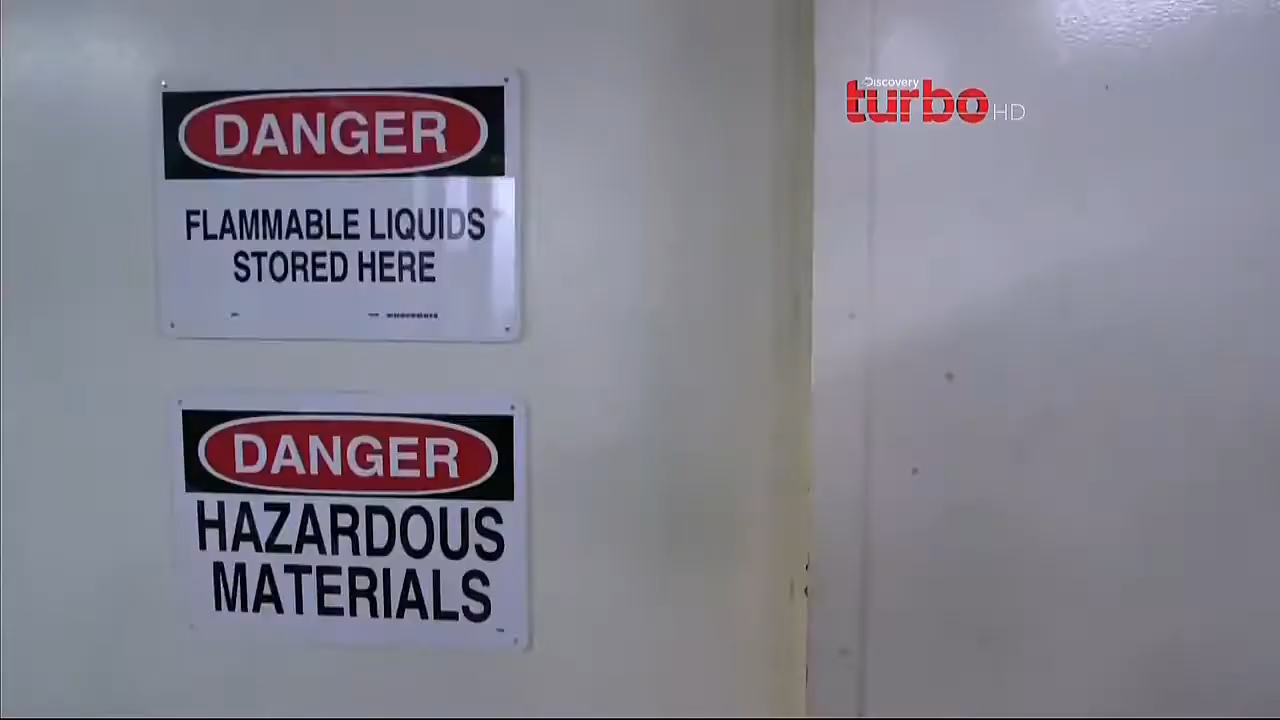 DANGER
FLAMMABLE LIQUIDS
STORED HERE
Discovery
turbo HD
DANGER
HAZARDOUS
MATERIALS